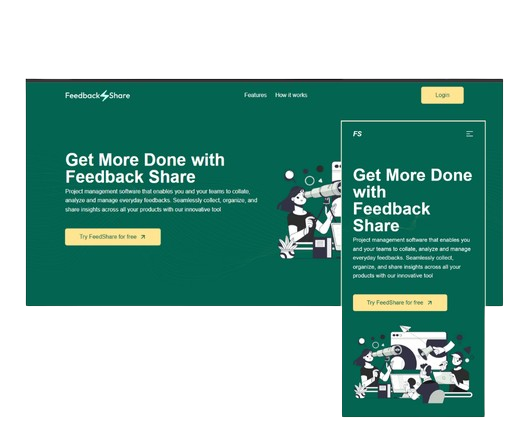 Feedback Share
Features How it works
Login
Get More Done with
Feedback Share
Project management software that enables you and your teams to collate,
analyze and manage everyday feedbacks. Seamlessly collect, organize, and
share insights across all your products with our innovative tool
Try FeedShare for free
FS
Get More Done
with
Feedback
Share
Project management software that enables you
and your teams to collate, analyze and manage
everyday feedbacks. Seamlessly collect,
organize, and share insights across all your
products with our innovative tool
Try FeedShare for free